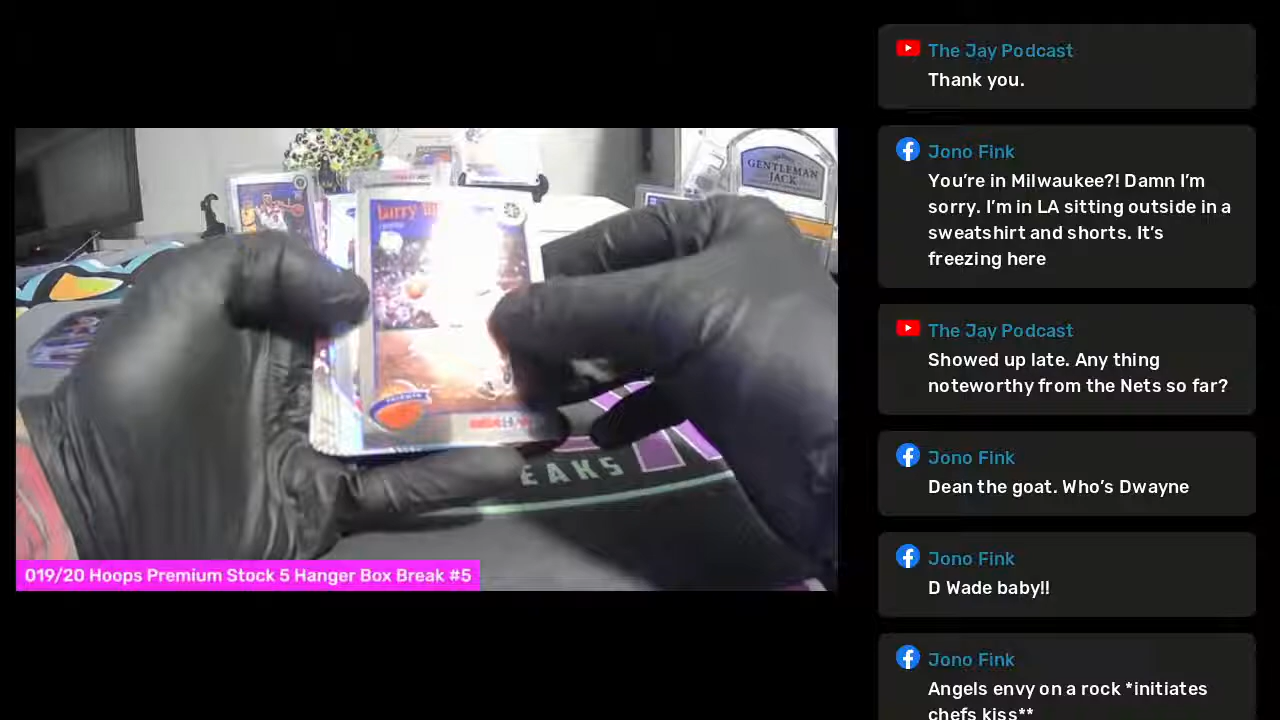 The Jay Podcast
Thank you.
Jono Fink
You're in Milwaukee?! Damn I'm
sorry. I'm in LA sitting outside in a
sweatshirt and shorts. It's
freezing here
The Jay Podcast
Showed up late. Any thing
noteworthy from the Nets so far?
Jono Fink
Dean the goat. Who's Dwayne
Jono Fink
D Wade baby!!
Jono Fink
Angels envy on a rock *initiates
chefs kiss**
GENTLEMAN
JACK
larry
EAKS
019/20 Hoops Premium Stock 5 Hanger Box Break #5